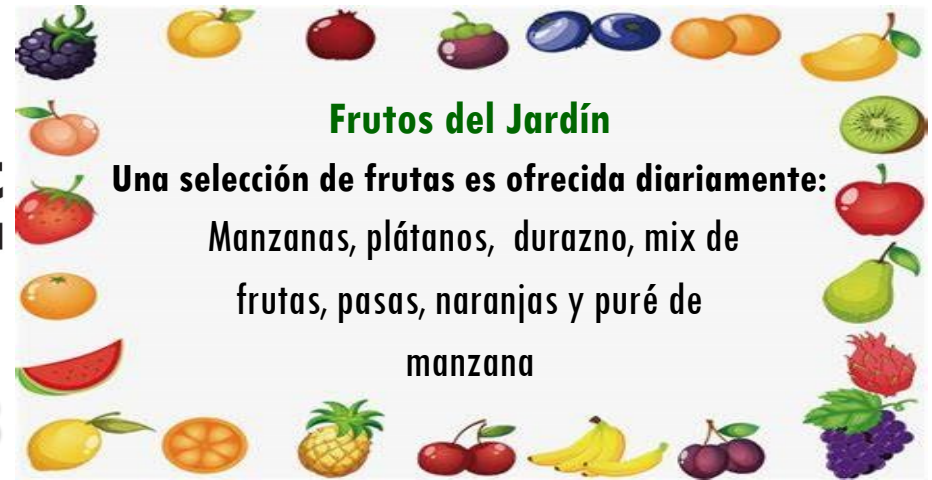 Frutos del Jardín
Una selección de frutas es ofrecida diariamente:
Manzanas, plátanos, durazno, mix de
frutas, pasas, naranjas y puré de
manzana